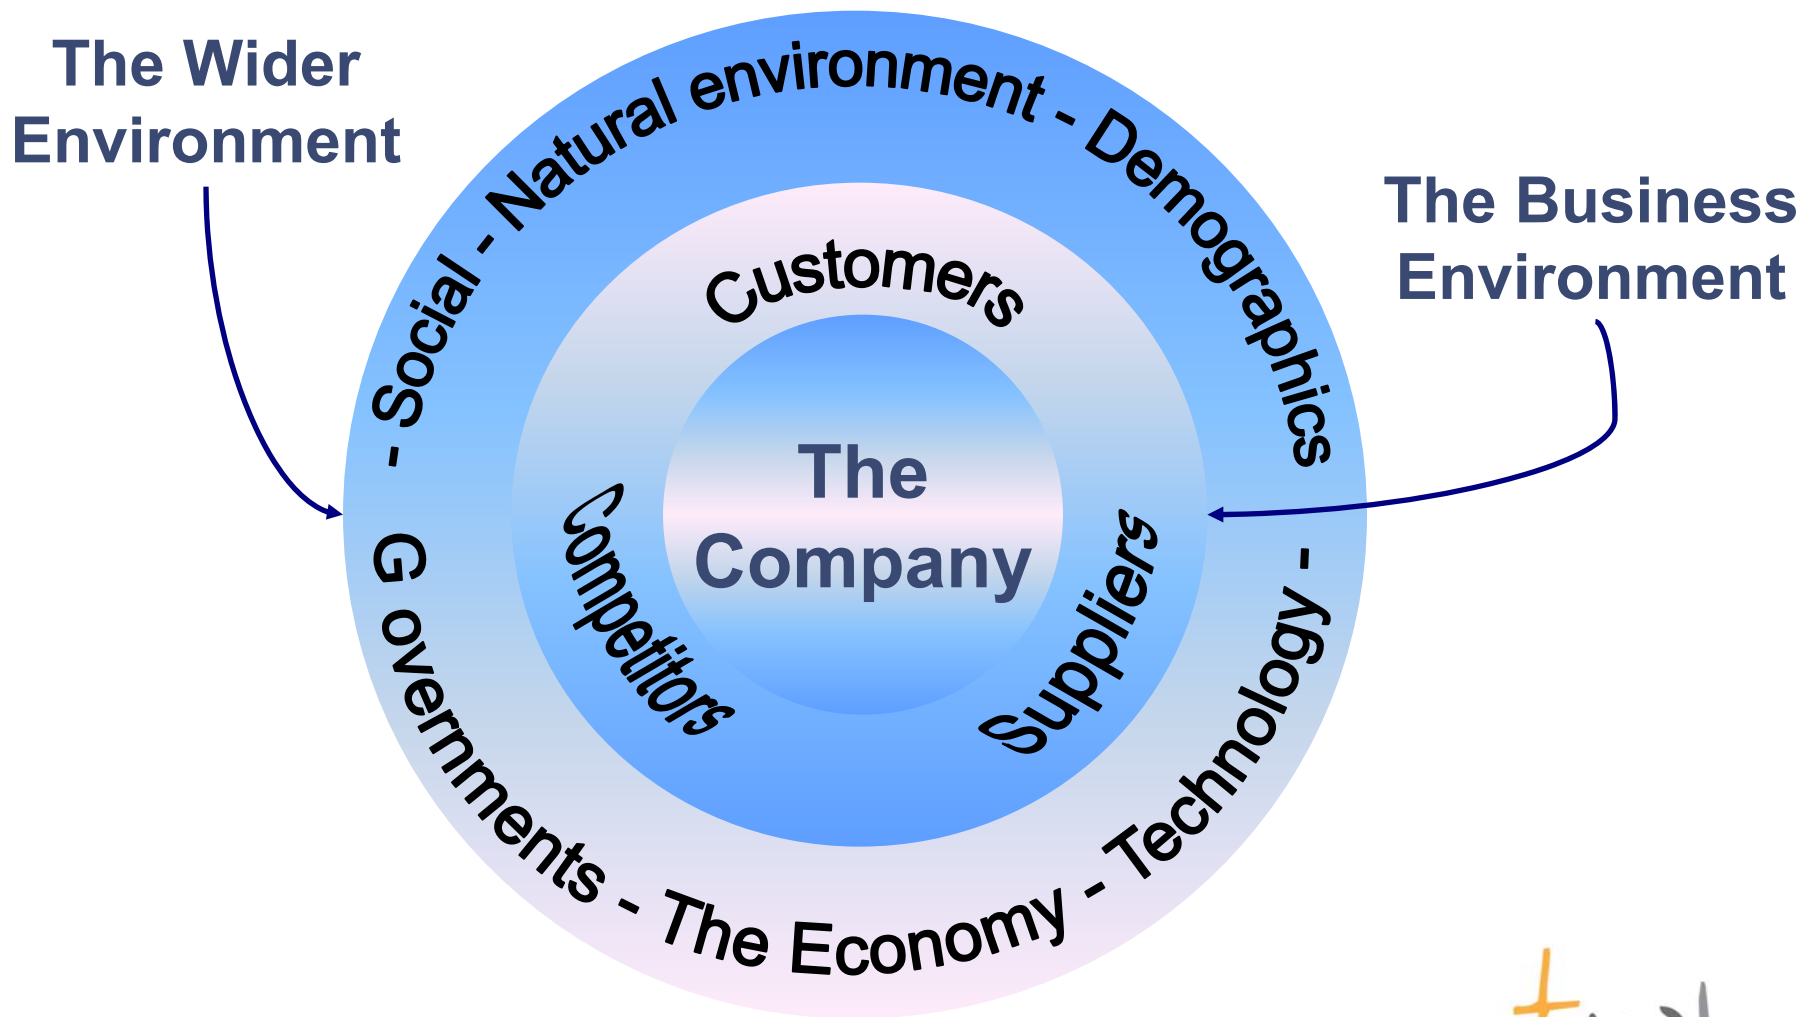 The Wider
Environment
- Social - Natural environment - Demographics
The Business
Environment
Customers
The
Company
Competitors
Suppliers
G overnments - The Economy - Technology -